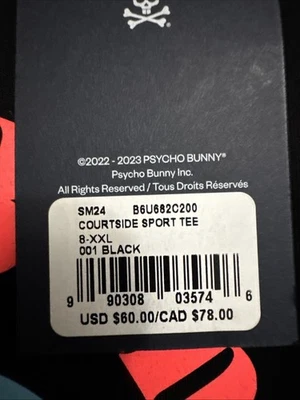 ©2022 - 2023 PSYCHO BUNNY®
Psycho Bunny Inc.
All Rights Reserved / Tous Droits Réservés
SM24 B6U682C200
COURTSIDE SPORT TEE
8-XXL
001 BLACK
9 90308 03574 6
USD $60.00/CAD $78.00